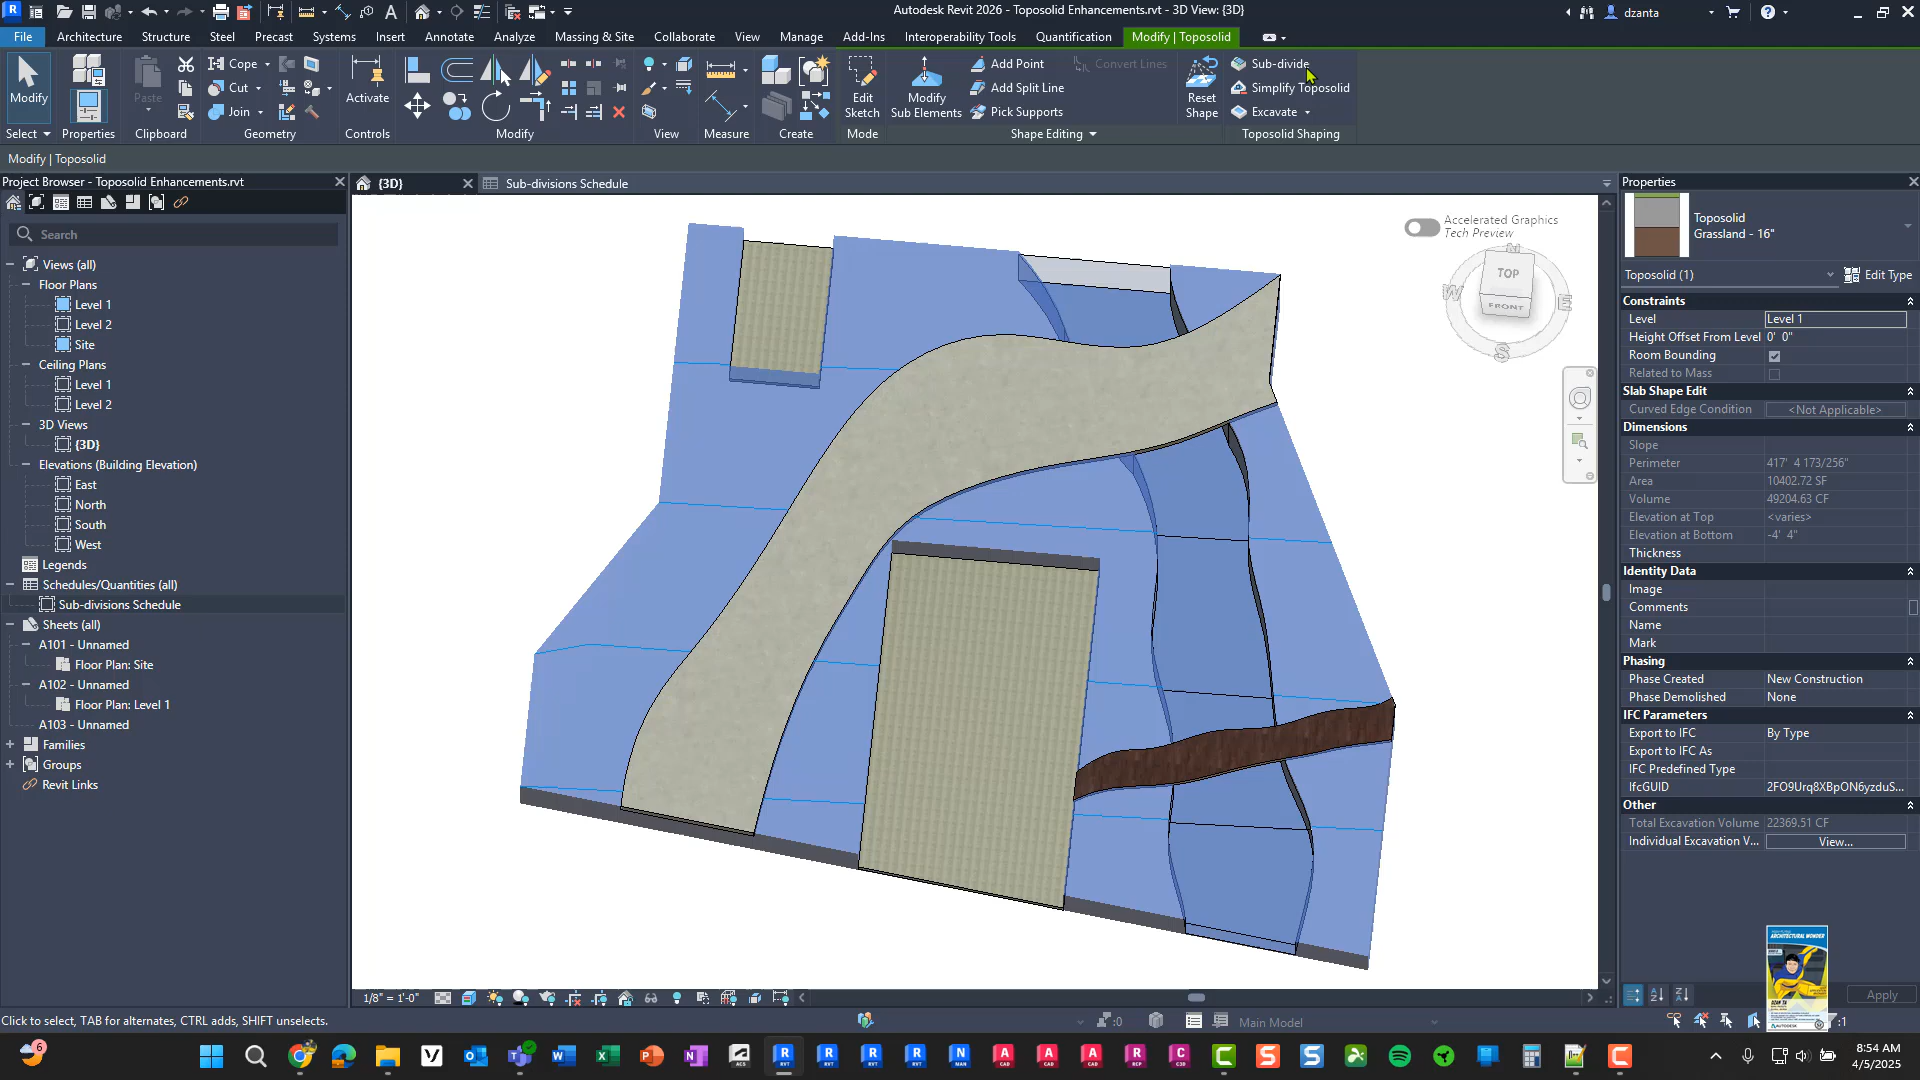 Autodesk Revit 2026 - Toposolid Enhancements.rvt - 3D View: {3D}
dzanta
File
Architecture
Structure
Steel
Precast
Systems
Insert
Annotate
Analyze
Massing & Site
Collaborate
View
Manage
Add-Ins
Interoperability Tools
Quantification
Modify | Toposolid
Modify
Paste
Cope
Cut
Join
Activate
Edit
Sketch
Modify
Sub Elements
Add Point
Add Split Line
Pick Supports
Convert Lines
Reset
Shape
Sub-divide
Simplify Toposolid
Excavate
Select
Properties
Clipboard
Geometry
Controls
Modify
View
Measure
Create
Mode
Shape Editing
Toposolid Shaping
Modify | Toposolid
Project Browser - Toposolid Enhancements.rvt
Search
Views (all)
Floor Plans
Level 1
Level 2
Site
Ceiling Plans
Level 1
Level 2
3D Views
{3D}
Elevations (Building Elevation)
East
North
South
West
Legends
Schedules/Quantities (all)
Sub-divisions Schedule
Sheets (all)
A101 - Unnamed
Floor Plan: Site
A102 - Unnamed
Floor Plan: Level 1
A103 - Unnamed
Families
Groups
Revit Links
{3D}
Sub-divisions Schedule
Accelerated Graphics
Tech Preview
N
W
E
S
TOP
FRONT
1/8" = 1'-0"
Properties
Toposolid
Grassland - 16"
Toposolid (1)
Edit Type
Constraints
Level
Level 1
Height Offset From Level
0' 0"
Room Bounding
Related to Mass
Slab Shape Edit
Curved Edge Condition
<Not Applicable>
Dimensions
Slope
Perimeter
417' 4 173/256"
Area
10402.72 SF
Volume
49204.63 CF
Elevation at Top
<varies>
Elevation at Bottom
-4' 4"
Thickness
Identity Data
Image
Comments
Name
Mark
Phasing
Phase Created
New Construction
Phase Demolished
None
IFC Parameters
Export to IFC
By Type
Export to IFC As
IFC Predefined Type
IfcGUID
2FO9Urq8XBpON6yzduS...
Other
Total Excavation Volume
22369.51 CF
Individual Excavation V...
View...
ARCHITECTURAL WONDER
AUTODESK
Apply
Click to select, TAB for alternates, CTRL adds, SHIFT unselects.
:0
Main Model
:1
6
8:54 AM
4/5/2025